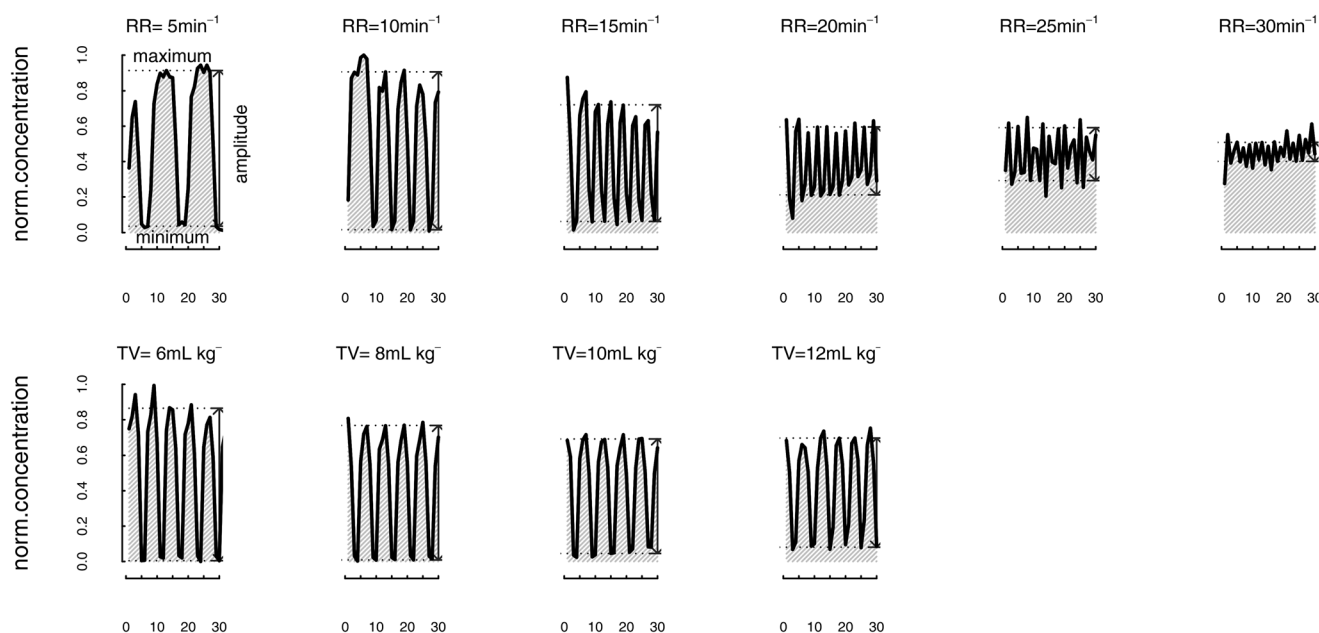 RR= 5min⁻¹ RR=10min⁻¹ RR=15min⁻¹ RR=20min⁻¹ RR=25min⁻¹ RR=30min⁻¹
norm.concentration
0.0 0.2 0.4 0.6 0.8 1.0
maximum
amplitude
minimum
0 10 20 30 0 10 20 30 0 10 20 30 0 10 20 30 0 10 20 30 0 10 20 30
TV= 6mL kg⁻ TV= 8mL kg⁻ TV=10mL kg⁻ TV=12mL kg⁻
norm.concentration
0.0 0.2 0.4 0.6 0.8 1.0
0 10 20 30 0 10 20 30 0 10 20 30 0 10 20 30